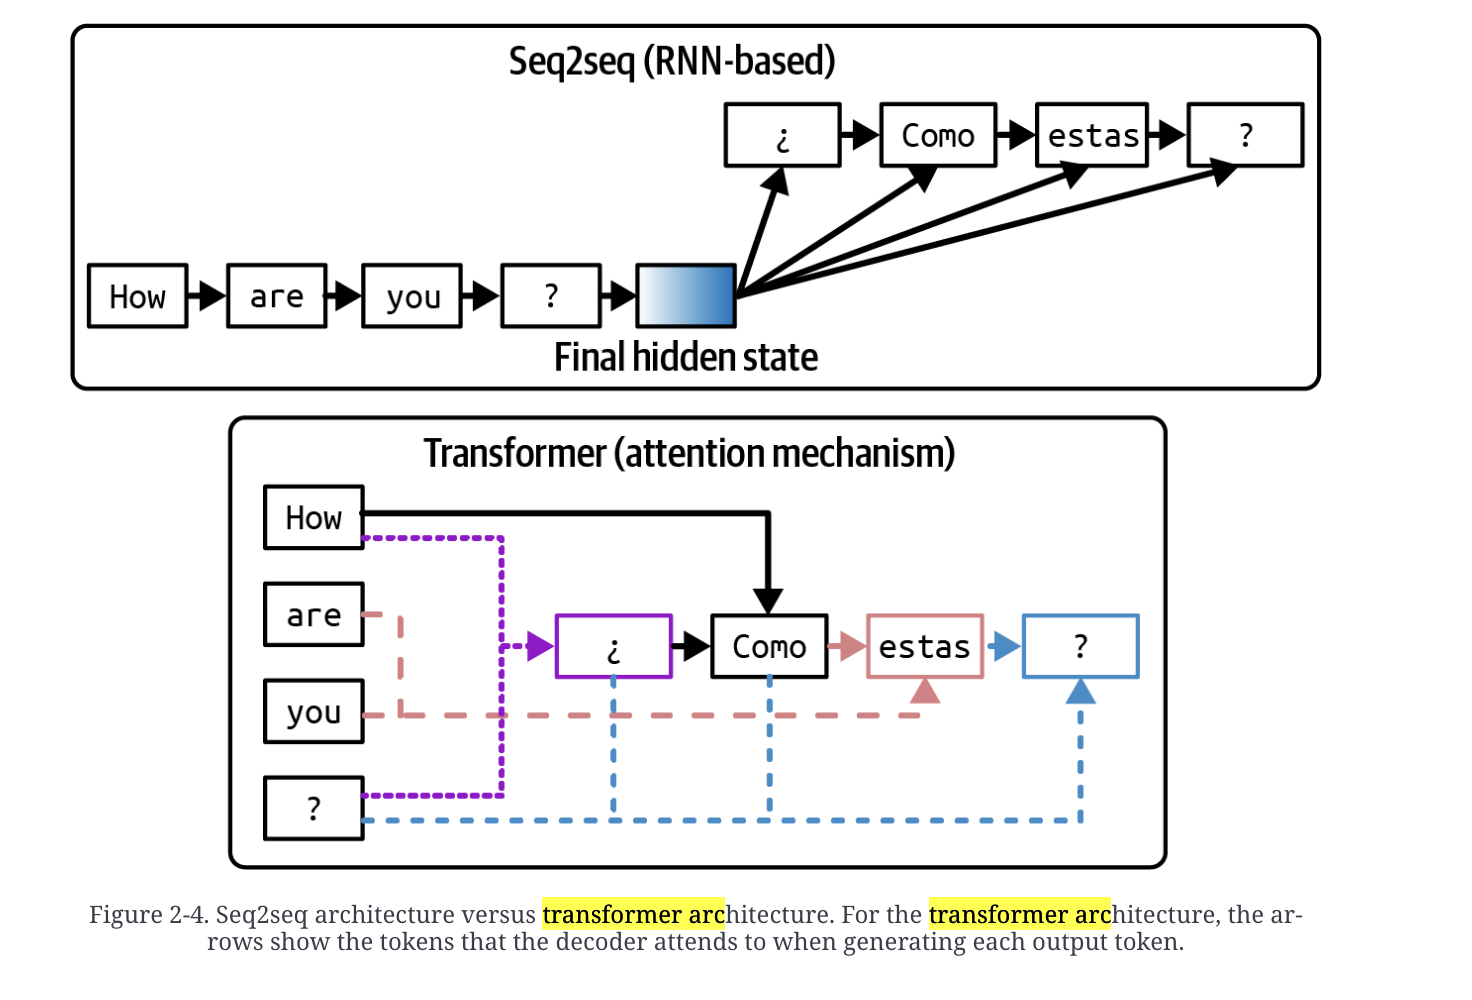 Seq2seq (RNN-based)
¿ Como estas ?
How are you ?
Final hidden state
Transformer (attention mechanism)
How
are
¿ Como estas ?
you
?
Figure 2-4. Seq2seq architecture versus transformer architecture. For the transformer architecture, the ar-
rows show the tokens that the decoder attends to when generating each output token.